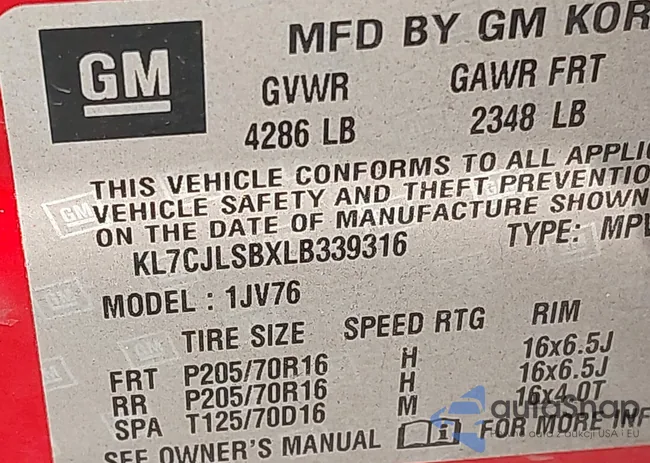 GM
MFD BY GM KOR
GVWR GAWR FRT
4286 LB 2348 LB
THIS VEHICLE CONFORMS TO ALL APPLI
VEHICLE SAFETY AND THEFT PREVENTIO
ON THE DATE OF MANUFACTURE SHOWN
KL7CJLSBXLB339316 TYPE: MPV
MODEL : 1JV76
TIRE SIZE SPEED RTG RIM
FRT P205/70R16 H 16x6.5J
RR P205/70R16 H 16x6.5J
SPA T125/70D16 M 16x4.0T
SEE OWNER'S MANUAL FOR MORE INF
autoShop